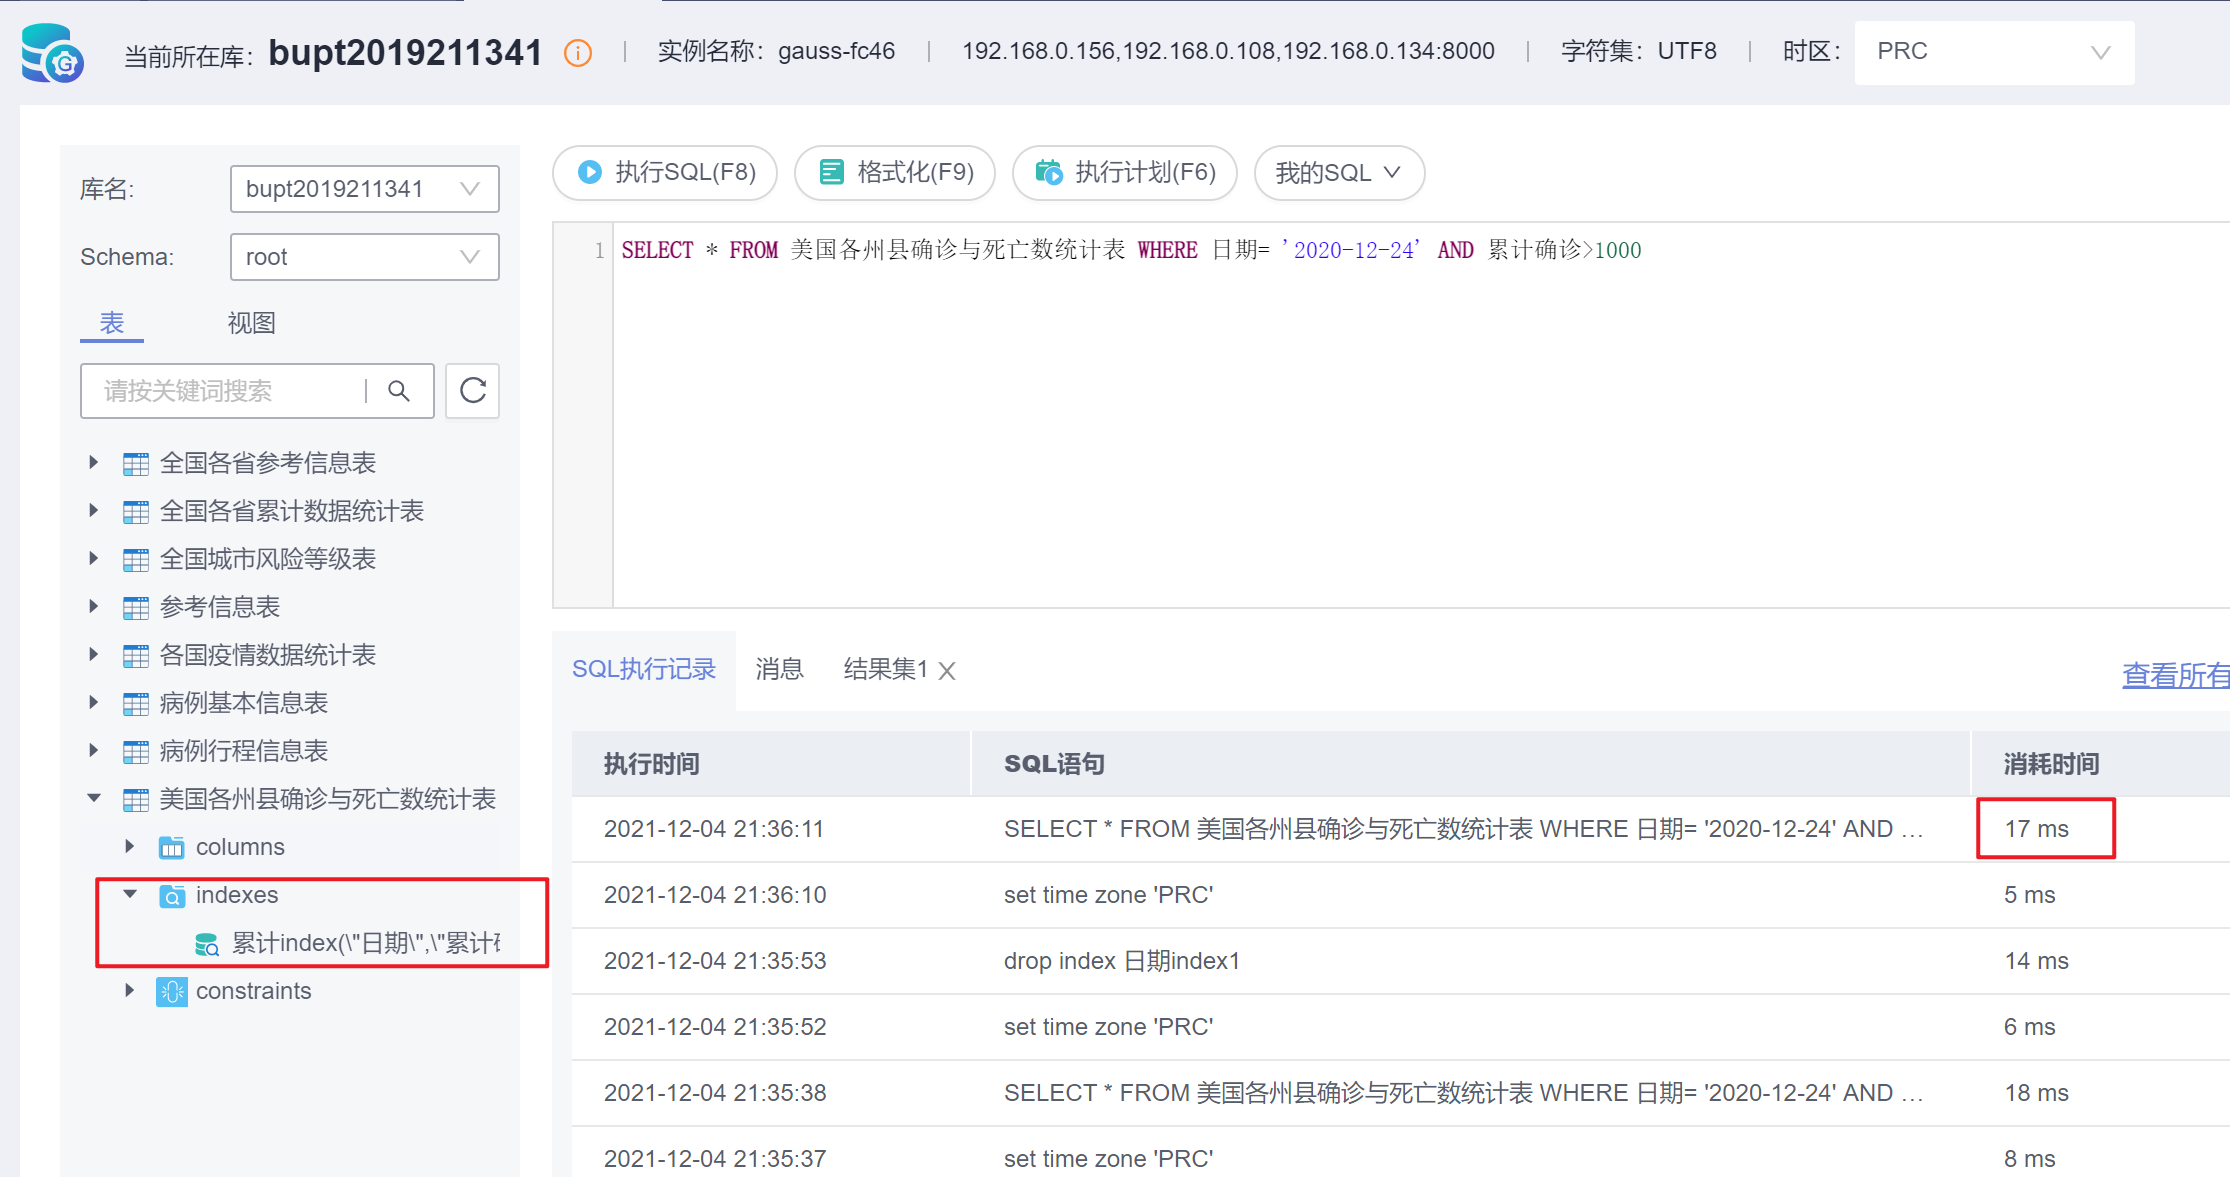 当前所在库： bupt2019211341 | 实例名称：gauss-fc46 | 192.168.0.156,192.168.0.108,192.168.0.134:8000 | 字符集：UTF8 | 时区： PRC
库名: bupt2019211341
Schema: root
表 视图
请按关键词搜索
全国各省参考信息表
全国各省累计数据统计表
全国城市风险等级表
参考信息表
各国疫情数据统计表
病例基本信息表
病例行程信息表
美国各州县确诊与死亡数统计表
columns
indexes
累计index(\"日期\",\"累计
constraints
执行SQL(F8) 格式化(F9) 执行计划(F6) 我的SQL
1 SELECT * FROM 美国各州县确诊与死亡数统计表 WHERE 日期= '2020-12-24' AND 累计确诊>1000
SQL执行记录 消息 结果集1 X 查看所有
执行时间 SQL语句 消耗时间
2021-12-04 21:36:11 SELECT * FROM 美国各州县确诊与死亡数统计表 WHERE 日期= '2020-12-24' AND … 17 ms
2021-12-04 21:36:10 set time zone 'PRC' 5 ms
2021-12-04 21:35:53 drop index 日期index1 14 ms
2021-12-04 21:35:52 set time zone 'PRC' 6 ms
2021-12-04 21:35:38 SELECT * FROM 美国各州县确诊与死亡数统计表 WHERE 日期= '2020-12-24' AND … 18 ms
2021-12-04 21:35:37 set time zone 'PRC' 8 ms